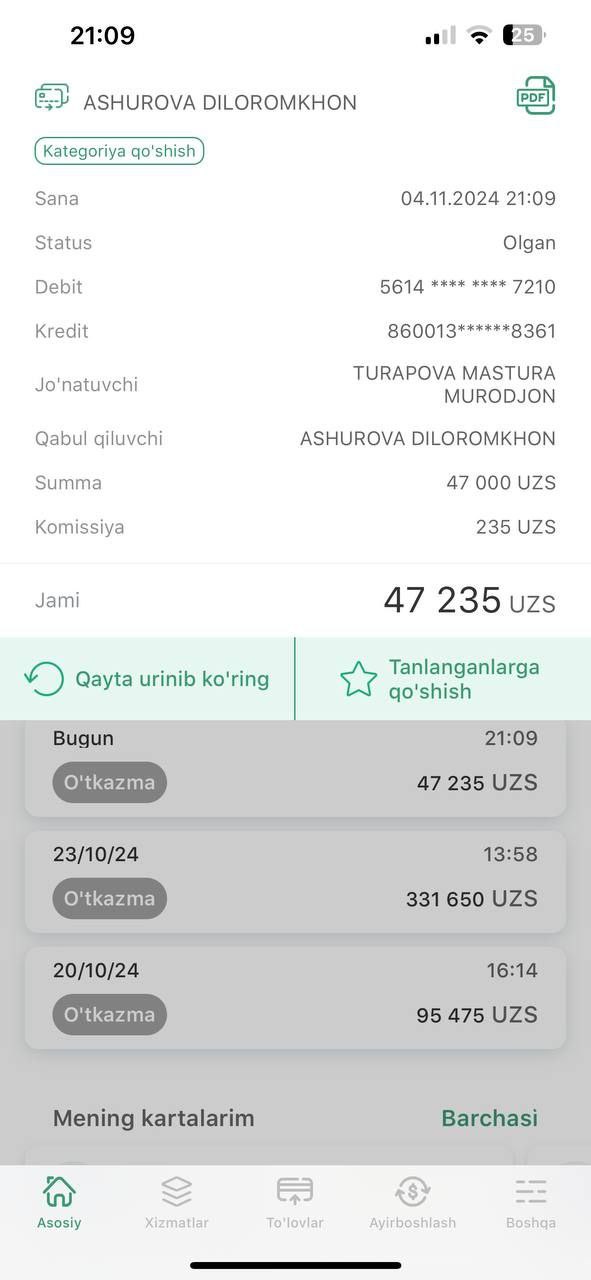 21:09
25
ASHUROVA DILOROMKHON
PDF
Kategoriya qo'shish
Sana 04.11.2024 21:09
Status Olgan
Debit 5614 **** **** 7210
Kredit 860013******8361
Jo'natuvchi TURAPOVA MASTURA
MURODJON
Qabul qiluvchi ASHUROVA DILOROMKHON
Summa 47 000 UZS
Komissiya 235 UZS
Jami 47 235 UZS
Qayta urinib ko'ring
Tanlanganlarga
qo'shish
Bugun 21:09
O'tkazma 47 235 UZS
23/10/24 13:58
O'tkazma 331 650 UZS
20/10/24 16:14
O'tkazma 95 475 UZS
Mening kartalarim Barchasi
Asosiy Xizmatlar To'lovlar Ayirboshlash Boshqa